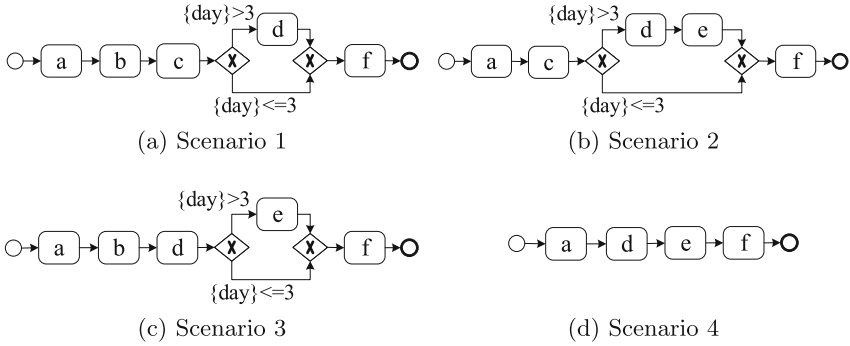 {day}>3
d
a b c X X f
{day}<=3
(a) Scenario 1
{day}>3
d e
a c X X f
{day}<=3
(b) Scenario 2
{day}>3
e
a b d X X f
{day}<=3
(c) Scenario 3
a d e f
(d) Scenario 4